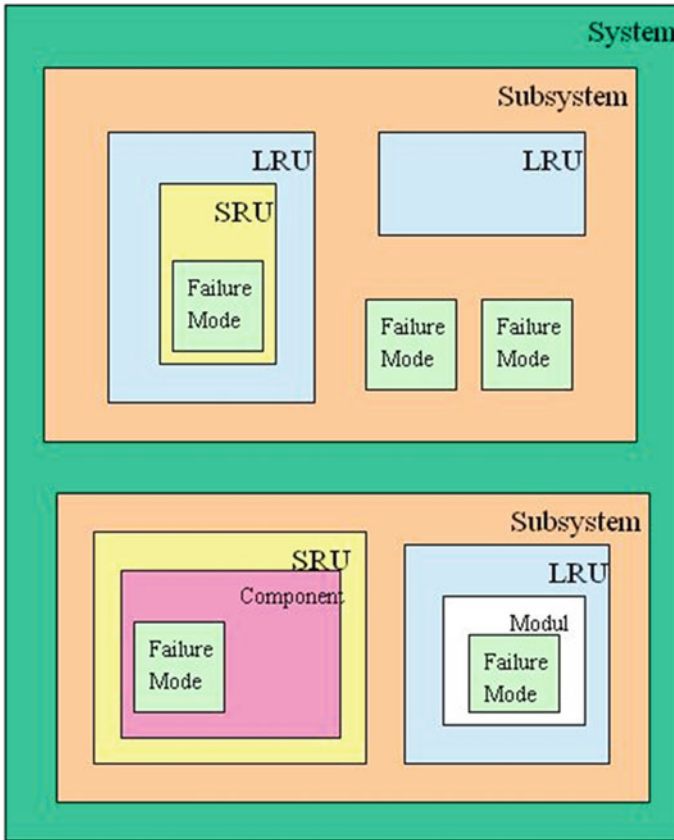 System
Subsystem
LRU
LRU
SRU
Failure
Mode
Failure
Mode
Failure
Mode
Subsystem
SRU
LRU
Component
Modul
Failure
Mode
Failure
Mode